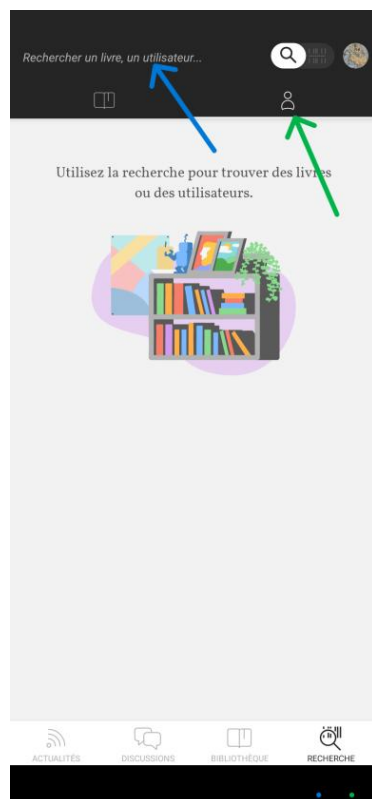 Rechercher un livre, un utilisateur...
Utilisez la recherche pour trouver des livres
ou des utilisateurs.
ACTUALITÉS DISCUSSIONS BIBLIOTHÈQUE RECHERCHE